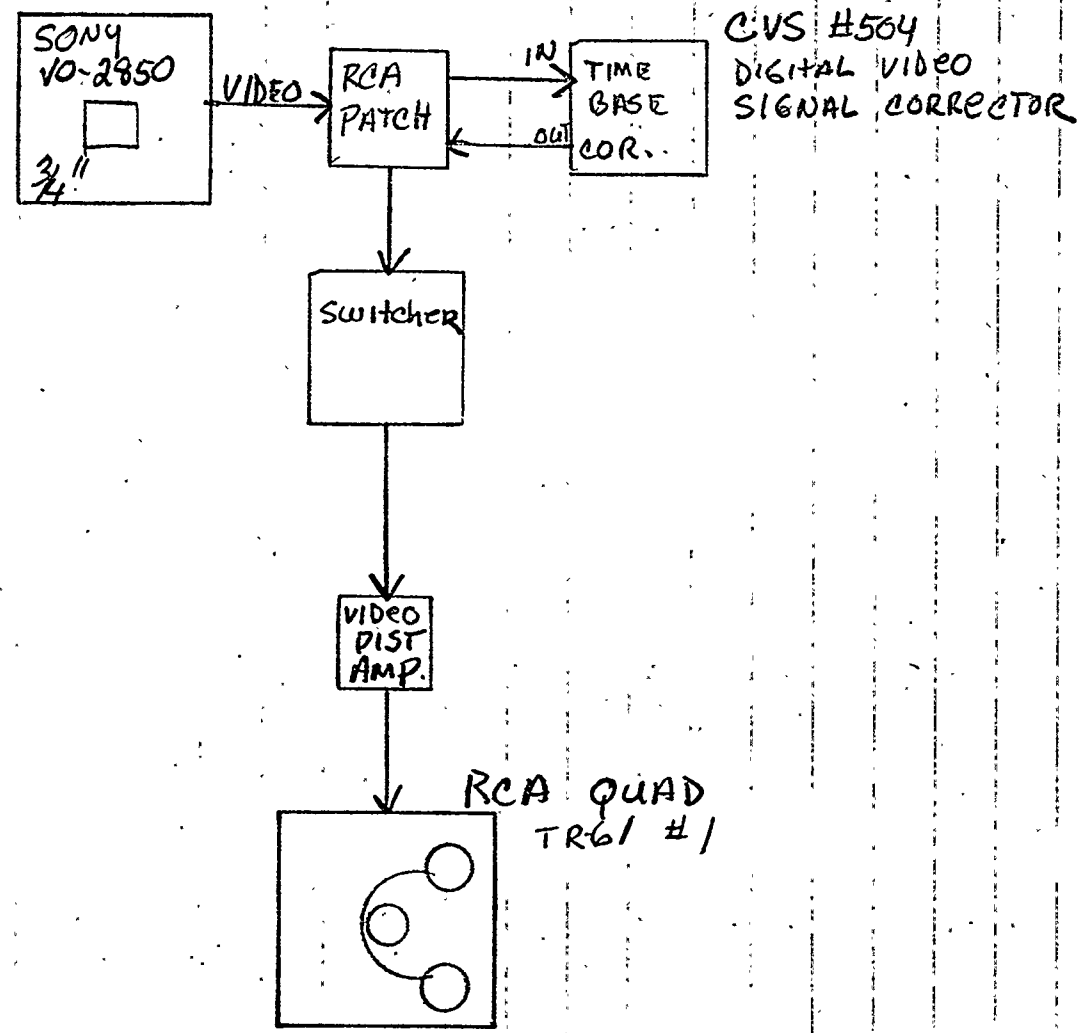 SONY
VO-2850
3/4"
VIDEO
RCA
PATCH
IN
OUT
TIME
BASE
COR..
CVS #504
DIGITAL VIDEO
SIGNAL CORRECTOR
Switcher
VIDEO
DIST
AMP.
RCA QUAD
TR61 #1